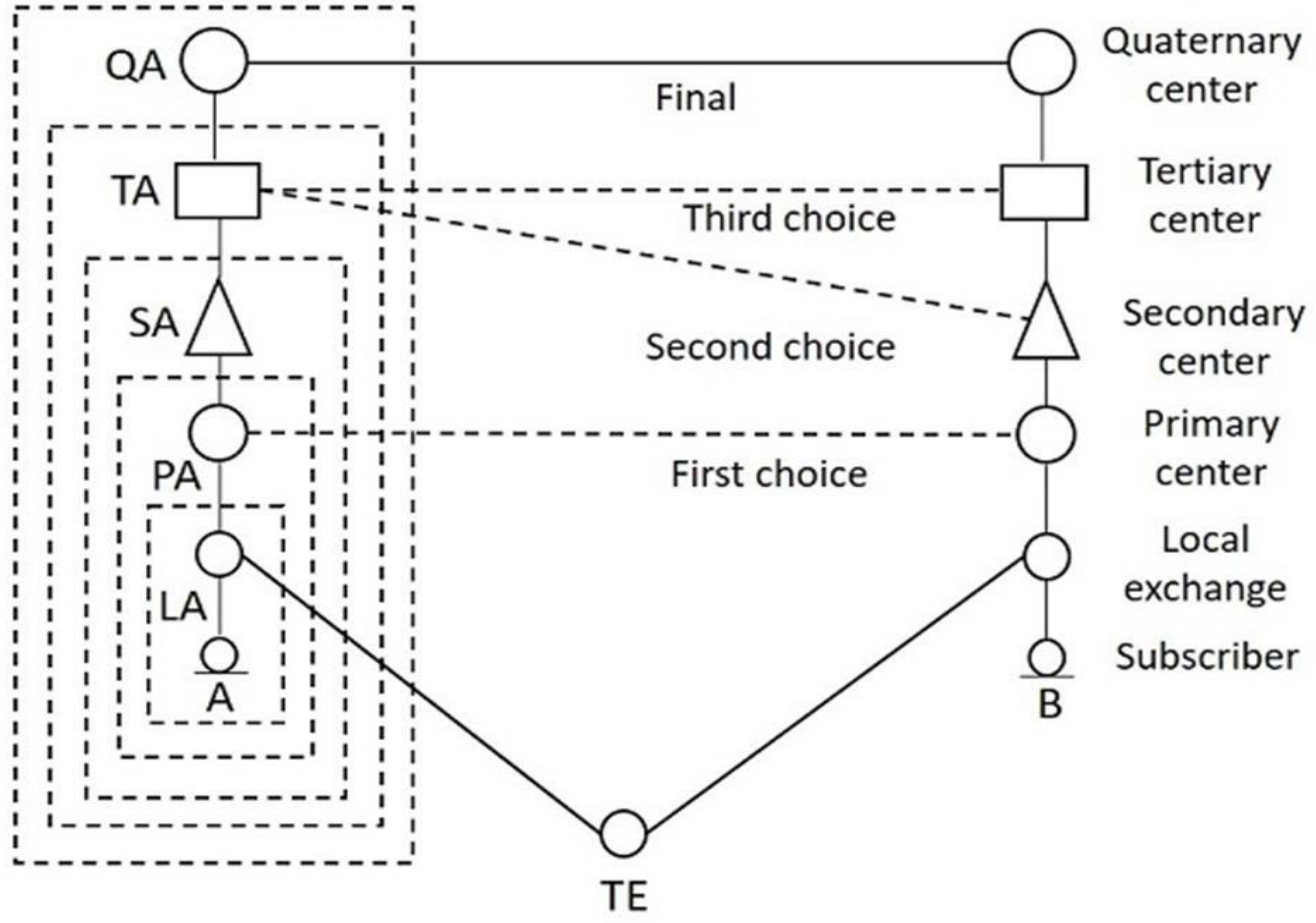 QA
Quaternary
center
Final
TA
Tertiary
center
Third choice
SA
Secondary
center
Second choice
PA
Primary
center
First choice
LA
Local
exchange
A
Subscriber
B
TE